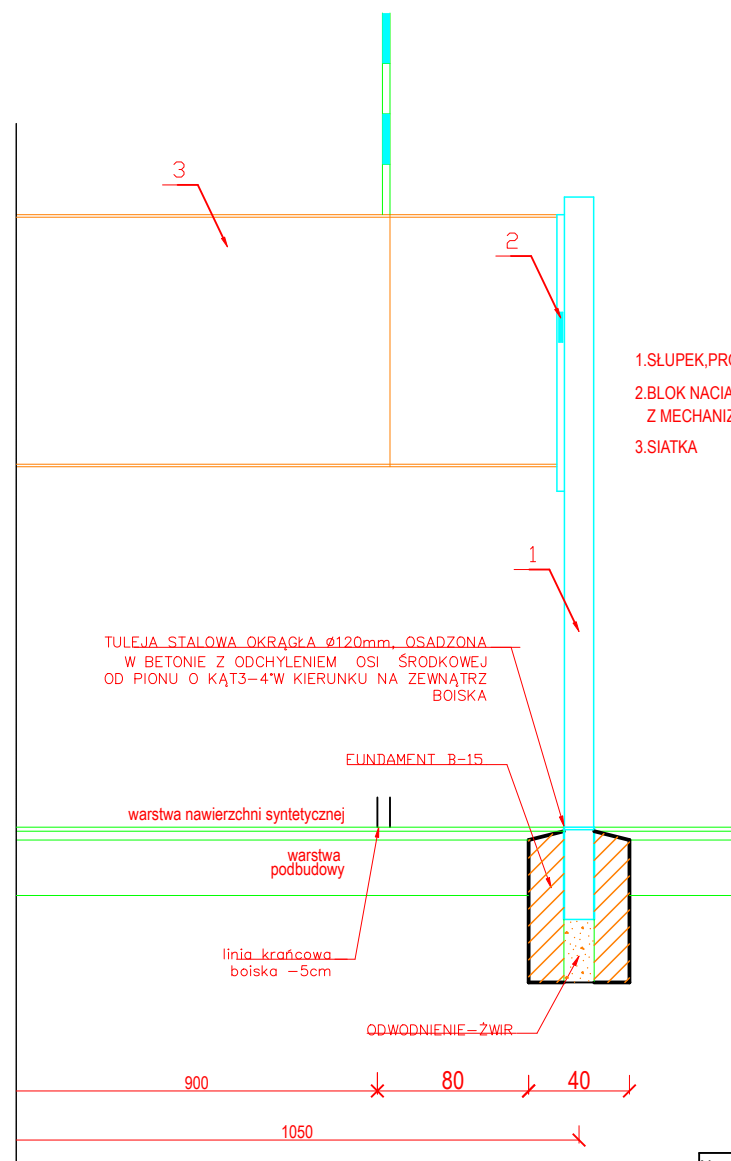 3
2
1.SŁUPEK,PRO
2.BLOK NACIA
Z MECHANIZ
3.SIATKA
1
TULEJA STALOWA OKRĄGŁA Ø120mm, OSADZONA
W BETONIE Z ODCHYLENIEM OSI ŚRODKOWEJ
OD PIONU O KĄT3-4°W KIERUNKU NA ZEWNĄTRZ
BOISKA
FUNDAMENT B-15
warstwa nawierzchni syntetycznej
warstwa
podbudowy
linia krańcowa
boiska -5cm
ODWODNIENIE-ŻWIR
900
80
40
1050